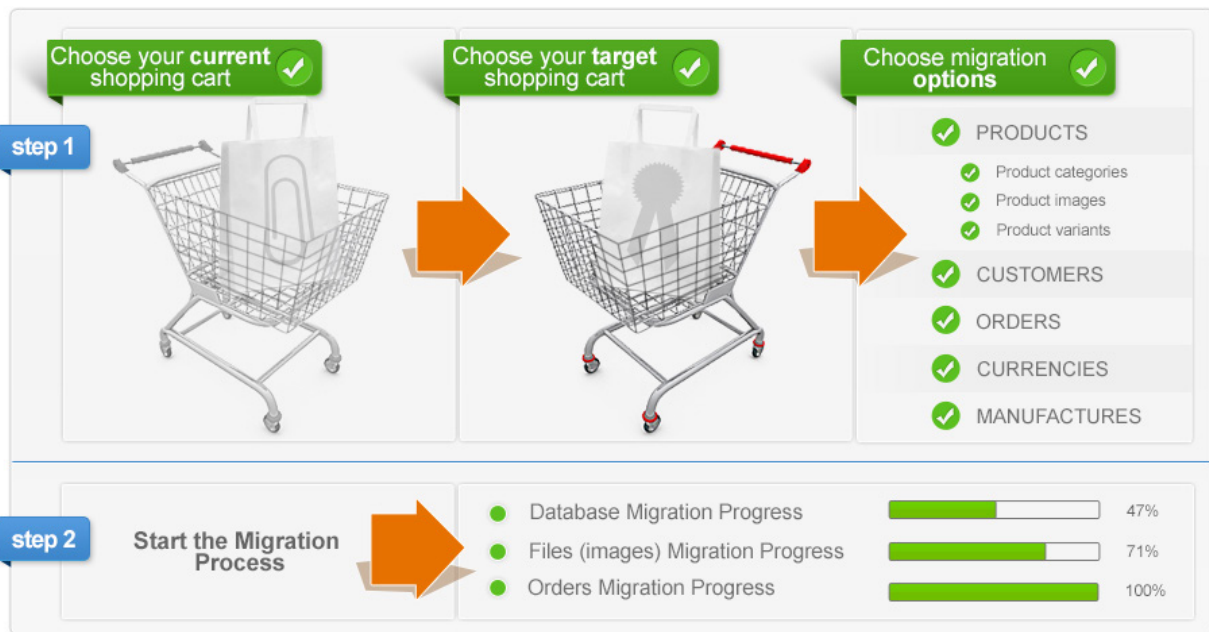 Choose your current
shopping cart
Choose your target
shopping cart
Choose migration
options
step 1
PRODUCTS
Product categories
Product images
Product variants
CUSTOMERS
ORDERS
CURRENCIES
MANUFACTURES
step 2
Start the Migration
Process
Database Migration Progress 47%
Files (images) Migration Progress 71%
Orders Migration Progress 100%